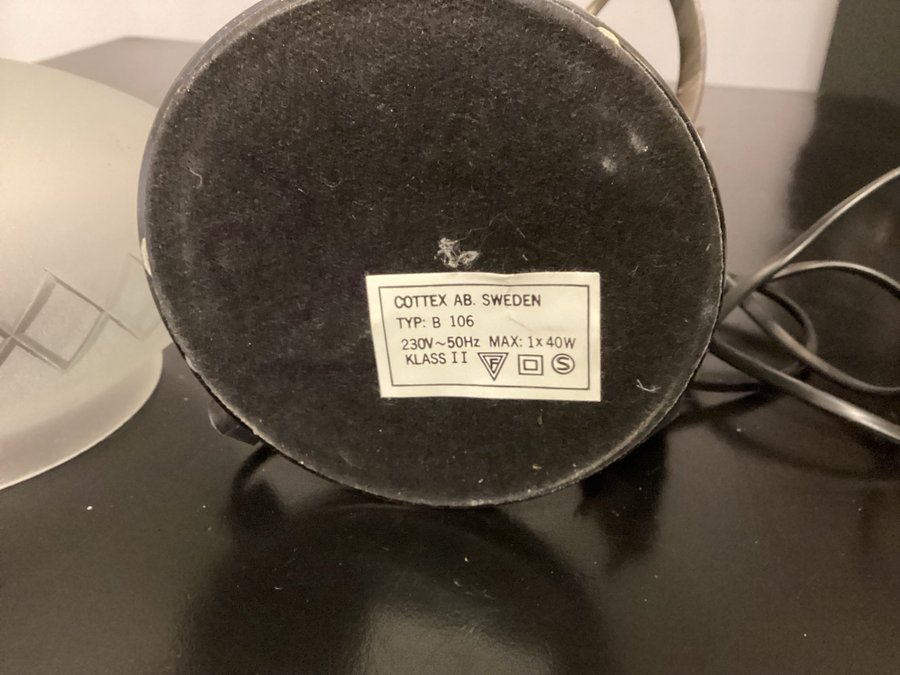 COTTEX AB. SWEDEN
TYP: B 106
230V~50Hz MAX: 1x40W
KLASS II F S